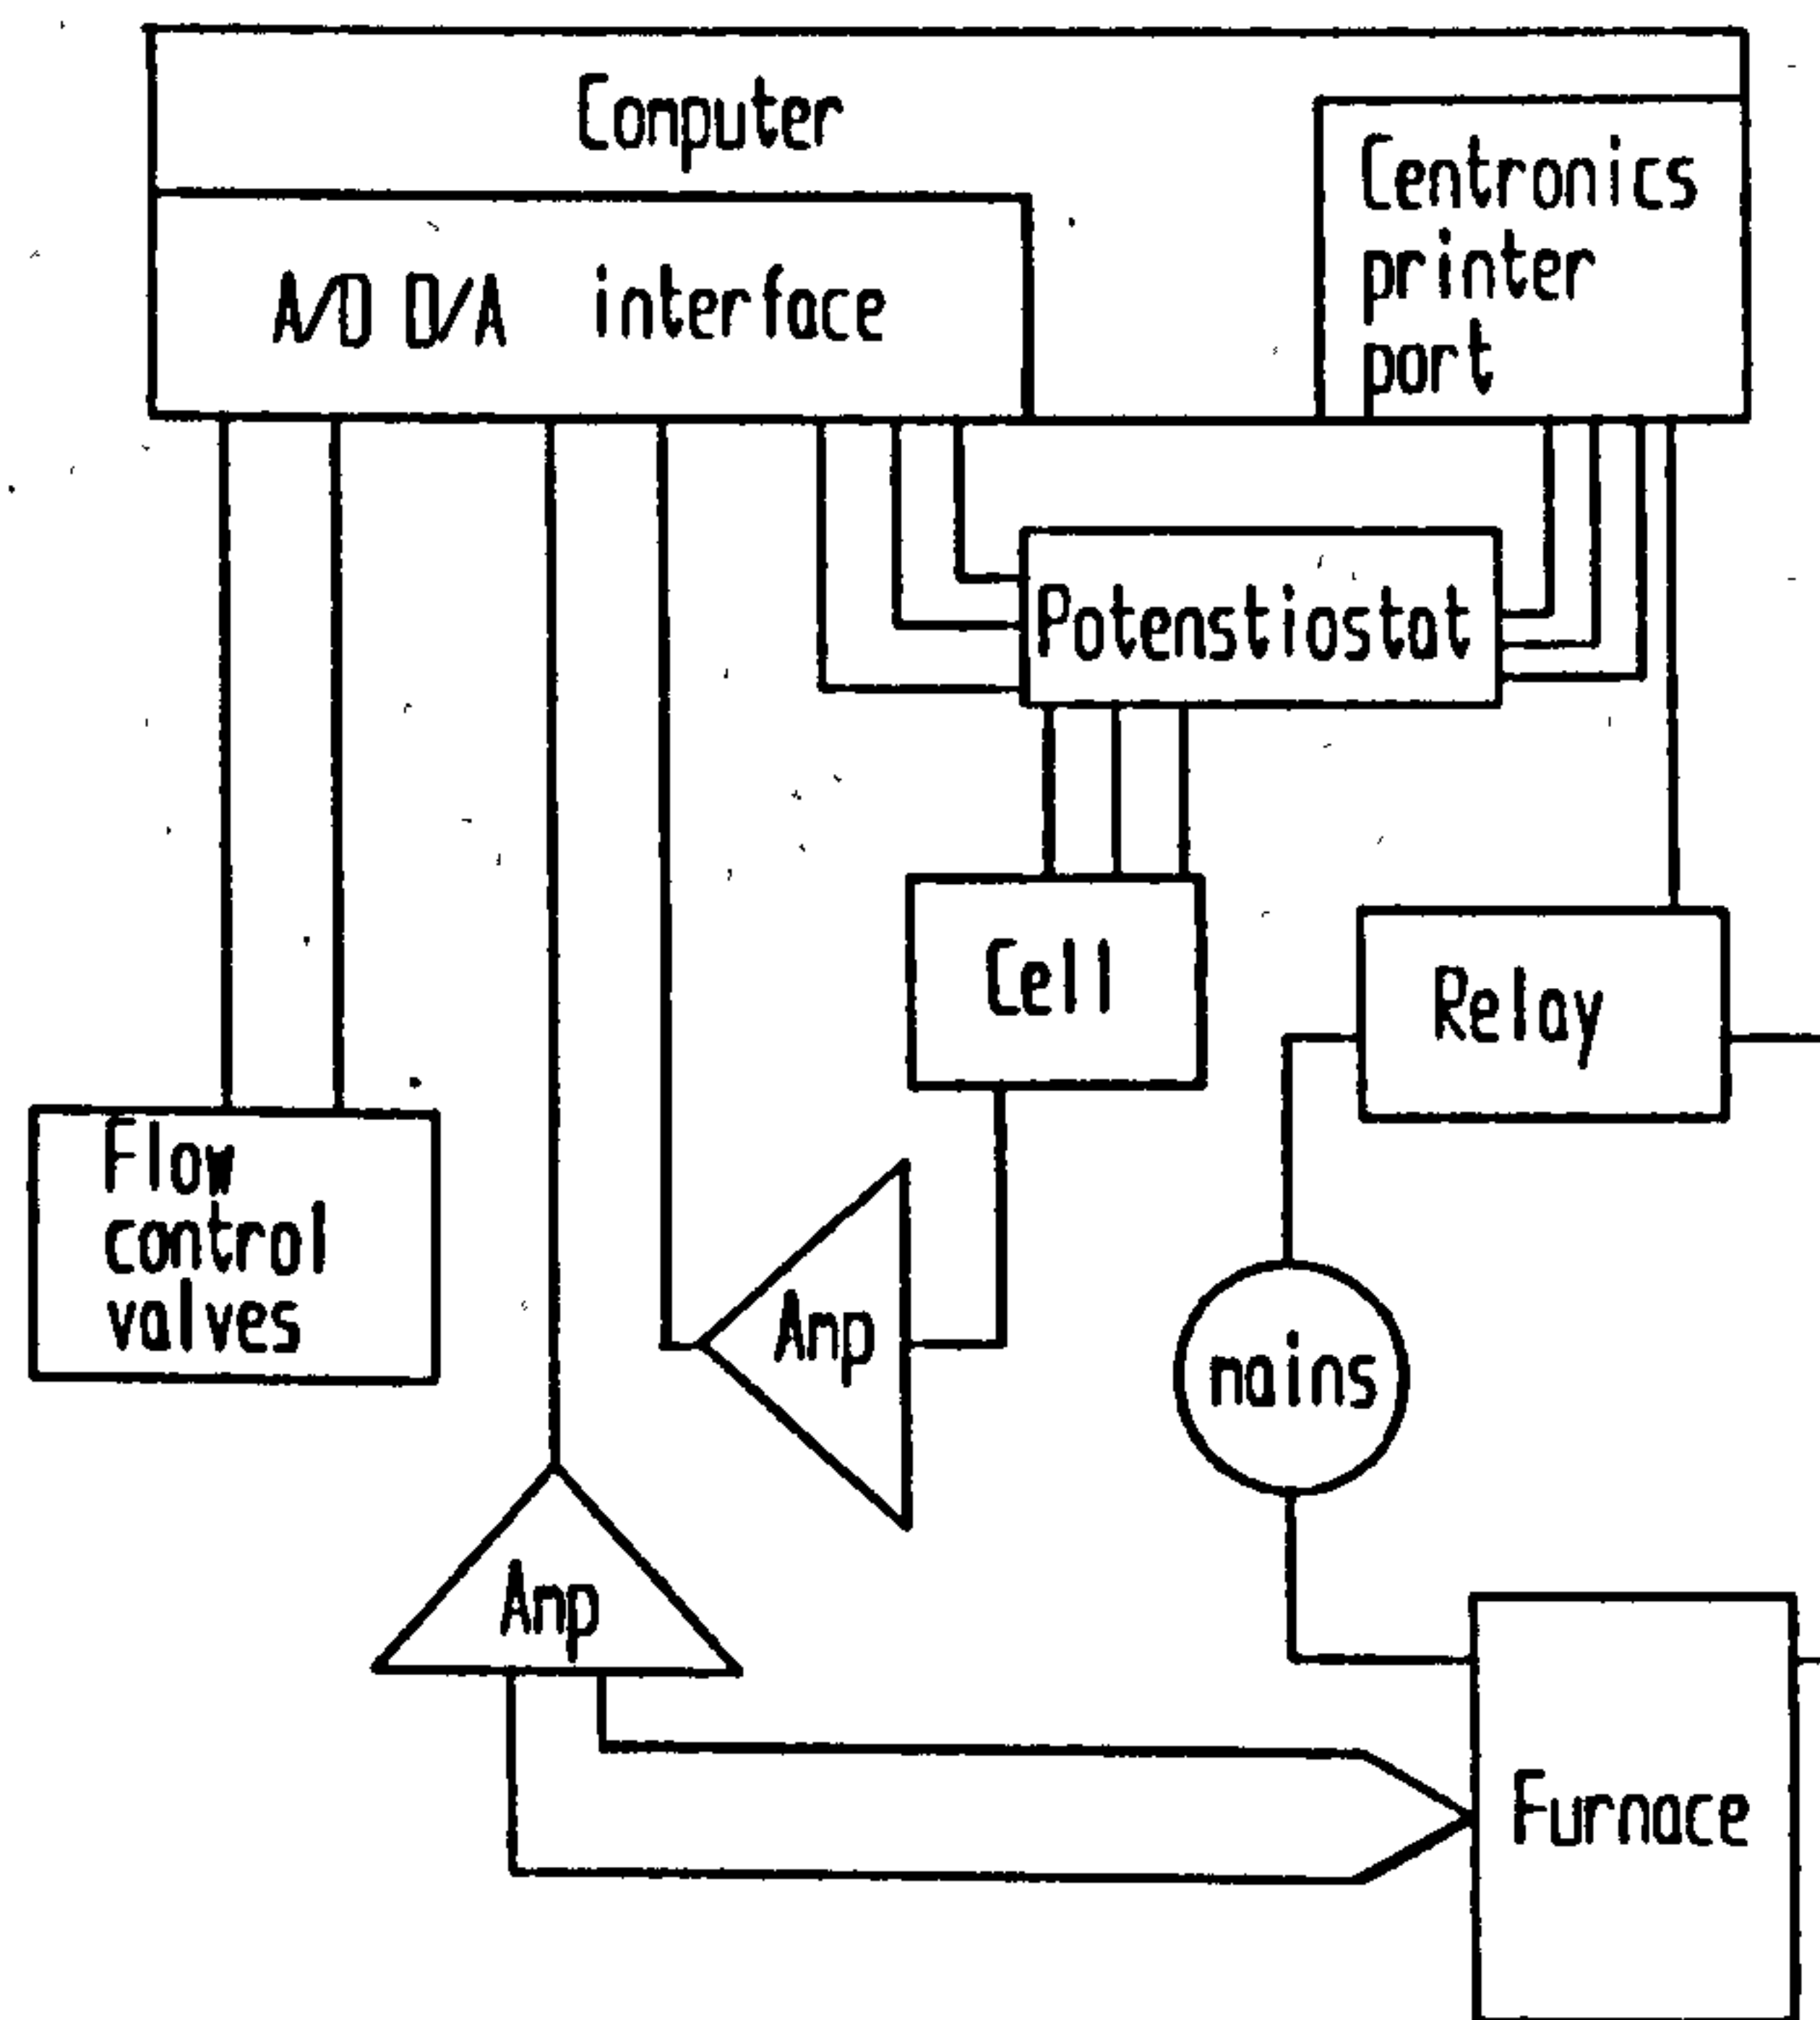 Computer
Centronics
printer
port
A/D D/A interface
Potenstiostat
Cell
Relay
Flow
control
valves
Amp
mains
Amp
Furnace